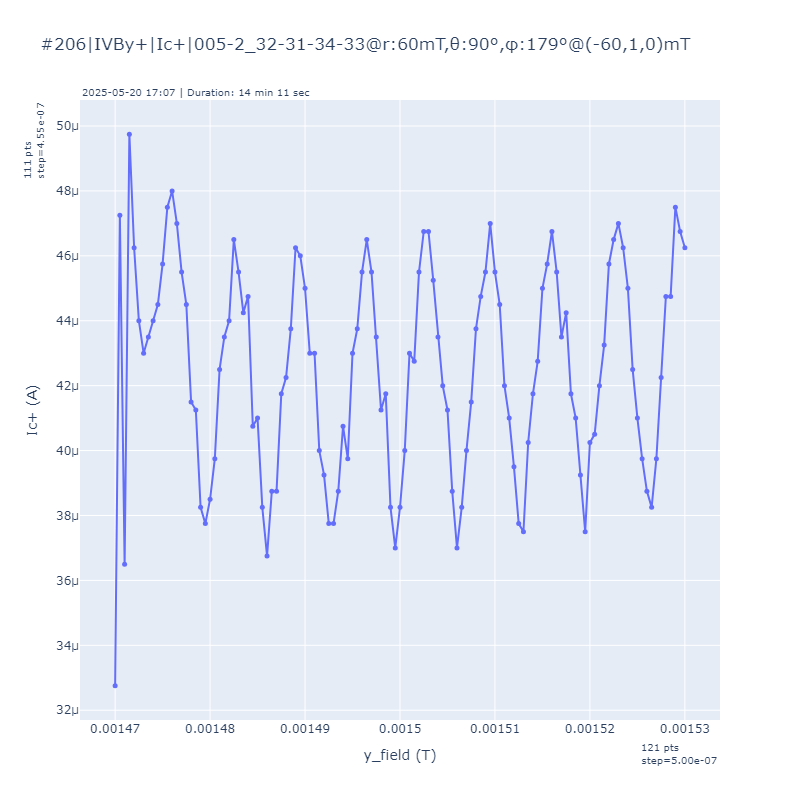 #206|IVBy+|Ic+|005-2_32-31-34-33@r:60mT,θ:90°,φ:179°@(-60,1,0)mT
2025-05-20 17:07 | Duration: 14 min 11 sec
111 pts
step=4.55e-07
50μ
48μ
46μ
44μ
42μ
40μ
38μ
36μ
34μ
32μ
Ic+ (A)
0.00147
0.00148
0.00149
0.0015
0.00151
0.00152
0.00153
y_field (T)
121 pts
step=5.00e-07